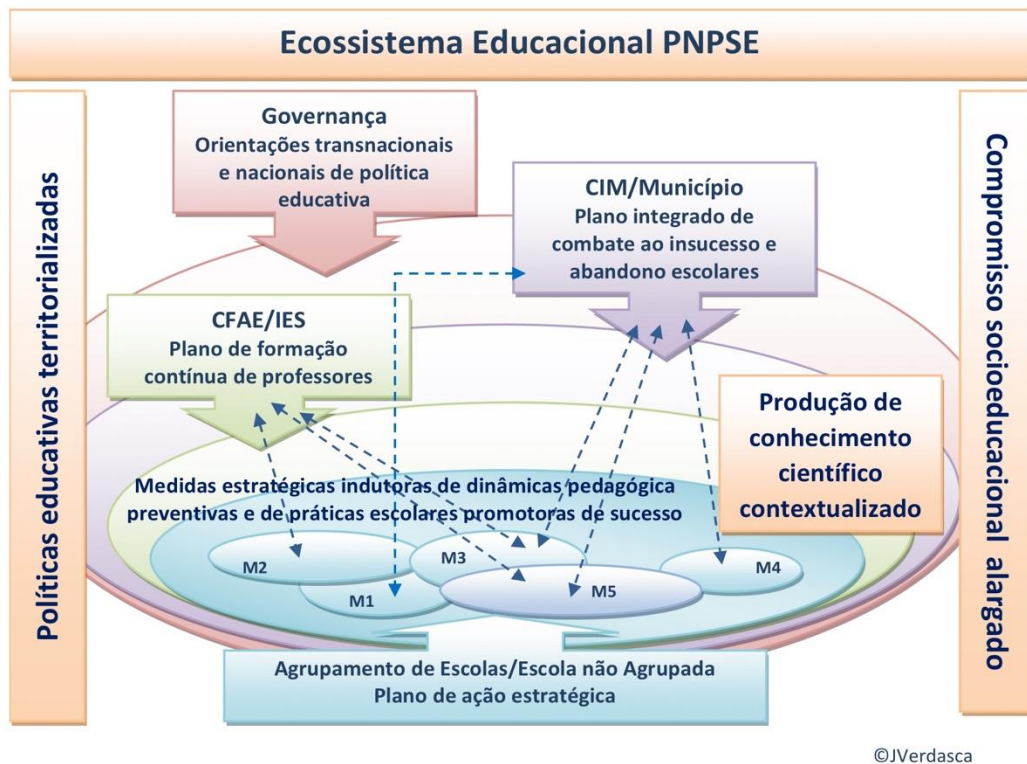 Ecossistema Educacional PNPSE
Políticas educativas territorializadas
Governança
Orientações transnacionais
e nacionais de política
educativa
CIM/Município
Plano integrado de
combate ao insucesso e
abandono escolares
CFAE/IES
Plano de formação
contínua de professores
Produção de
conhecimento
científico
contextualizado
Medidas estratégicas indutoras de dinâmicas pedagógica
preventivas e de práticas escolares promotoras de sucesso
M2
M3
M4
M1
M5
Agrupamento de Escolas/Escola não Agrupada
Plano de ação estratégica
Compromisso socioeducacional alargado
©JVerdasca